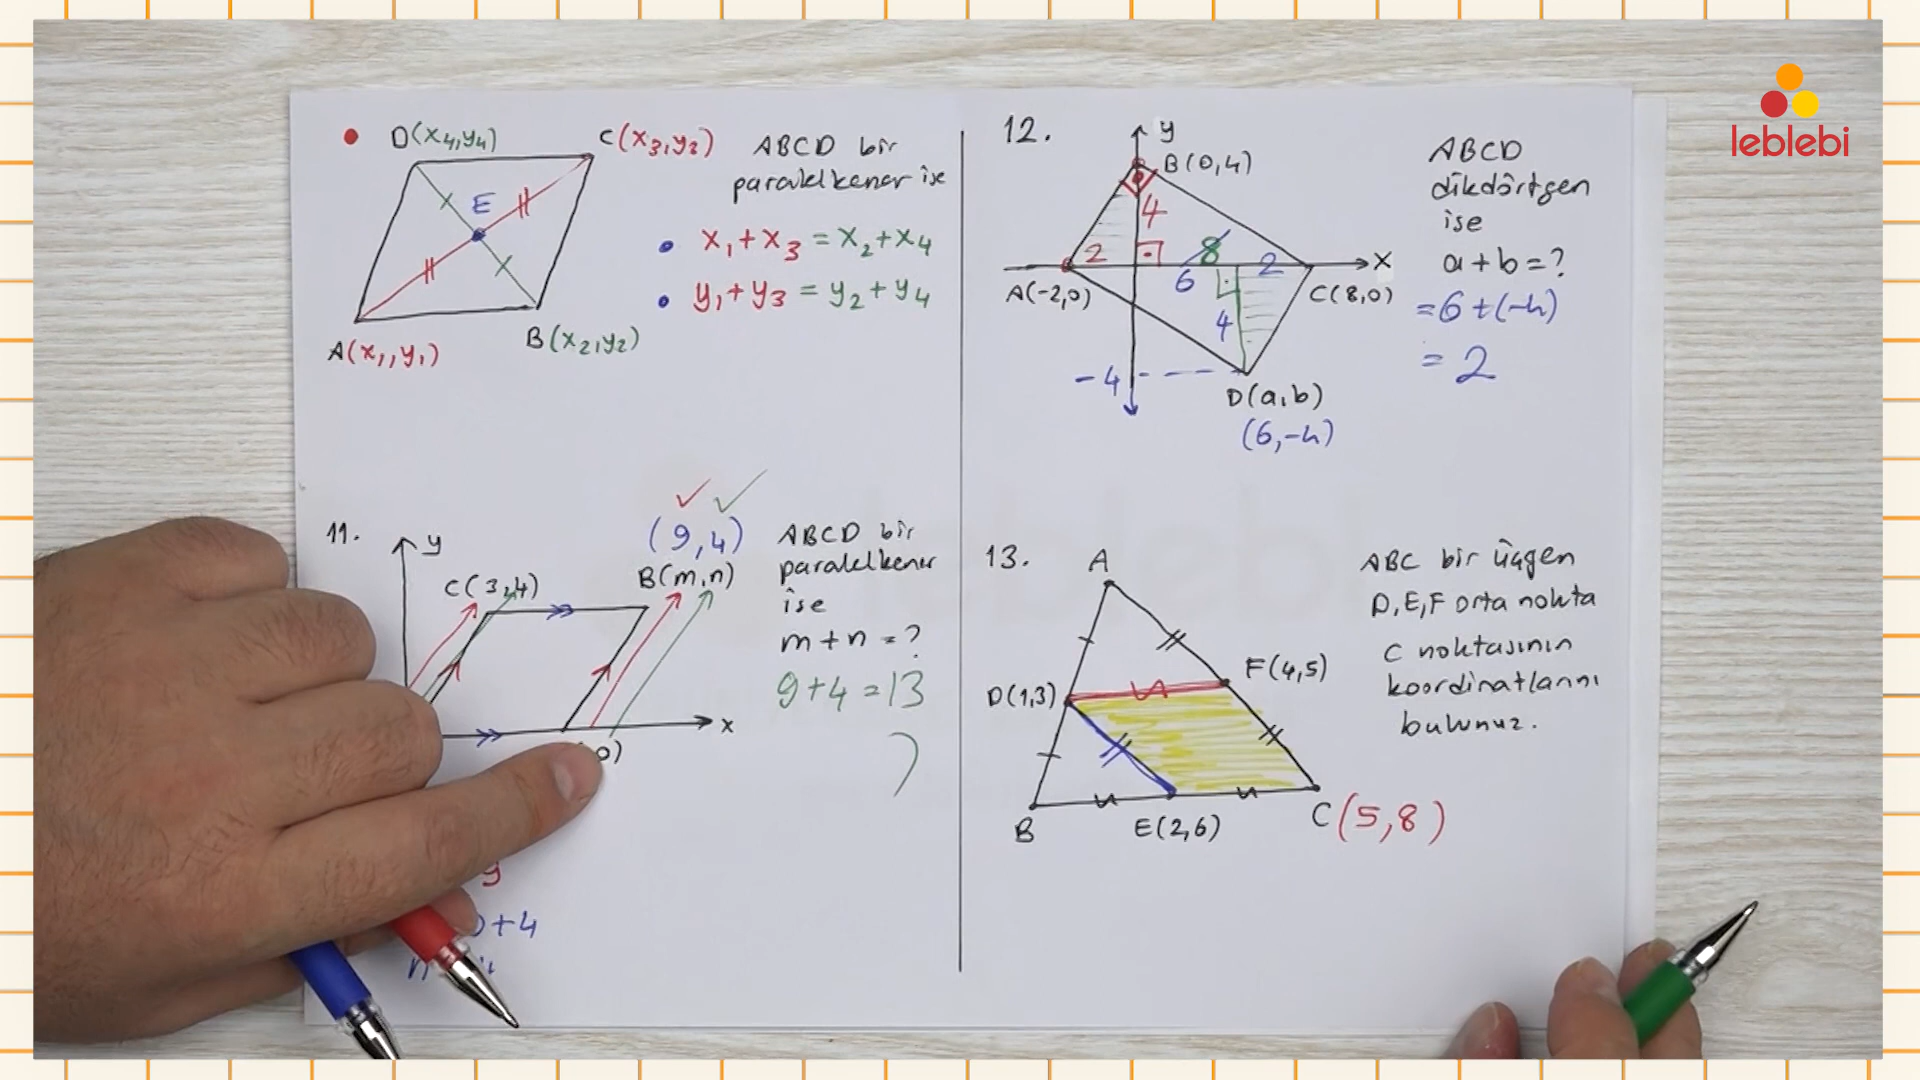 leblebi
D(x4,y4)
C(x3,y3)
E
A(x1,y1)
B(x2,y2)
ABCD bir
paralelkenar ise
• x1+x3=x2+x4
• y1+y3=y2+y4
11.
y
C(3,4)
(9,4)
B(m,n)
x
0)
ABCD bir
paralelkenar
ise
m+n=?
9+4=13
y
0+4
12.
y
B(0,4)
4
2
8
6
2
x
A(-2,0)
C(8,0)
4
-4
D(a,b)
(6,-4)
ABCD
dikdörtgen
ise
a+b=?
=6+(-4)
=2
13.
A
D(1,3)
F(4,5)
B
E(2,6)
C(5,8)
ABC bir üçgen
D,E,F orta nokta
C noktasının
koordinatlarını
bulunuz.